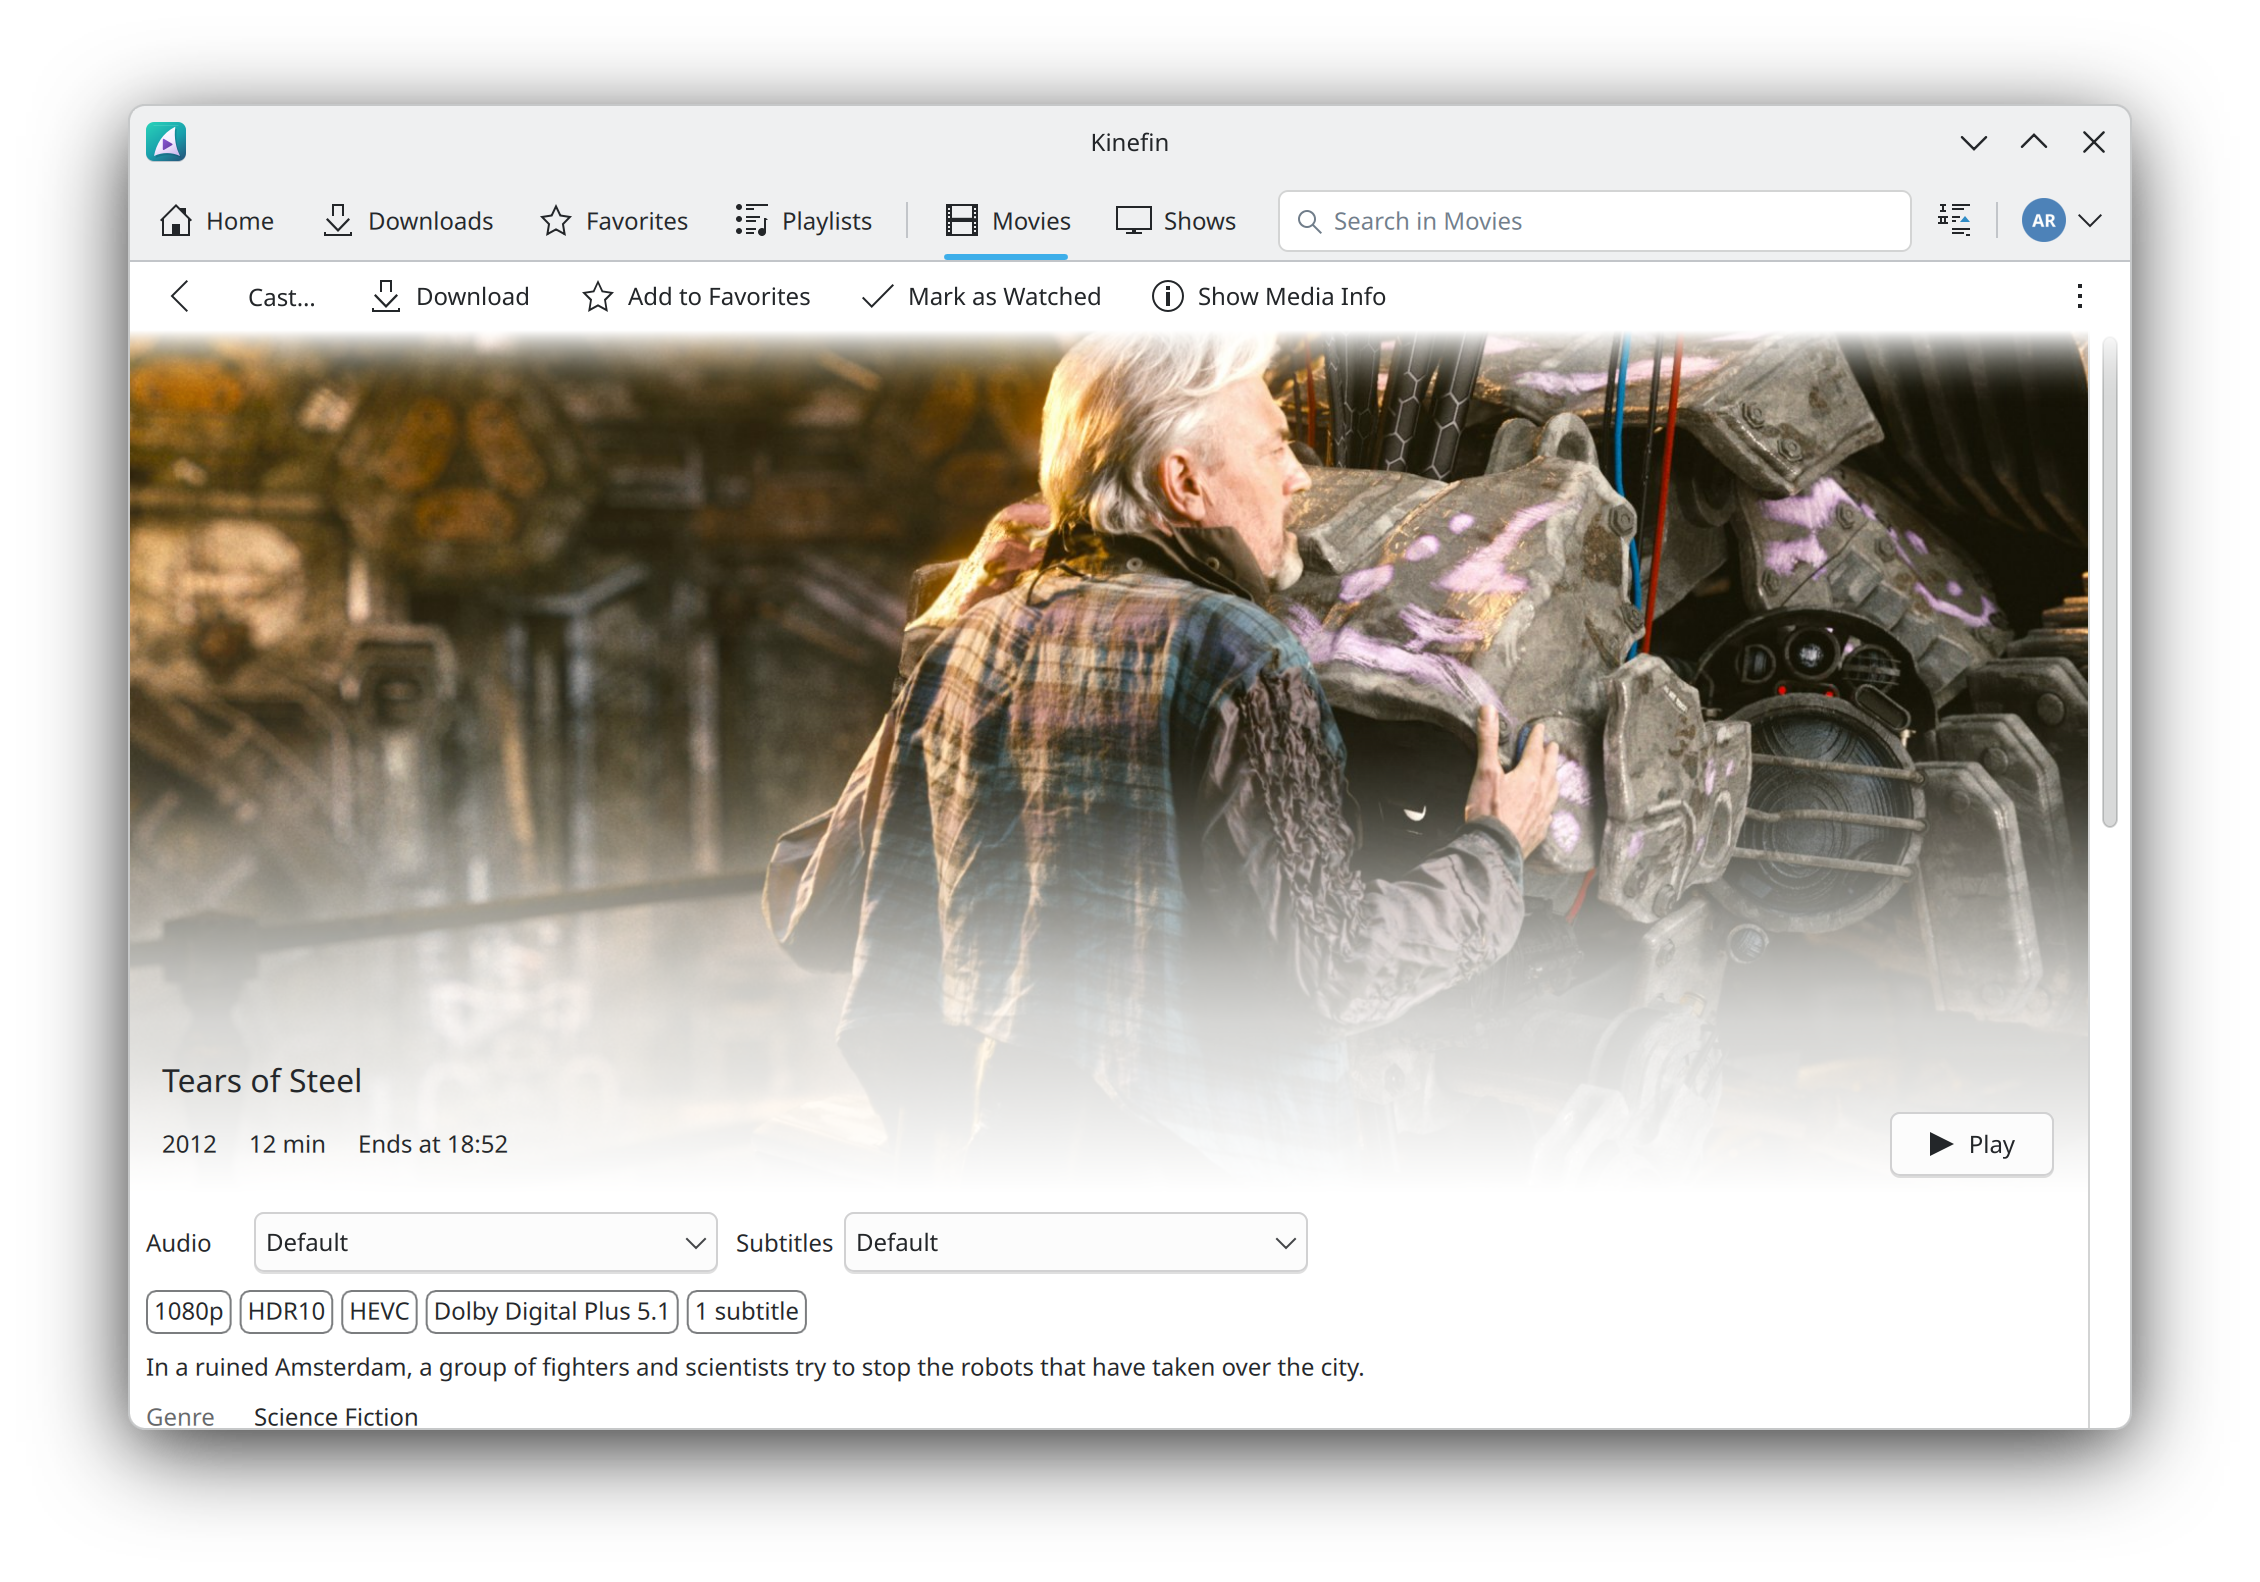 Kinefin
Home Downloads Favorites Playlists Movies Shows Search in Movies AR
Cast... Download Add to Favorites Mark as Watched Show Media Info
Tears of Steel
2012 12 min Ends at 18:52
Play
Audio Default Subtitles Default
1080p HDR10 HEVC Dolby Digital Plus 5.1 1 subtitle
In a ruined Amsterdam, a group of fighters and scientists try to stop the robots that have taken over the city.
Genre Science Fiction